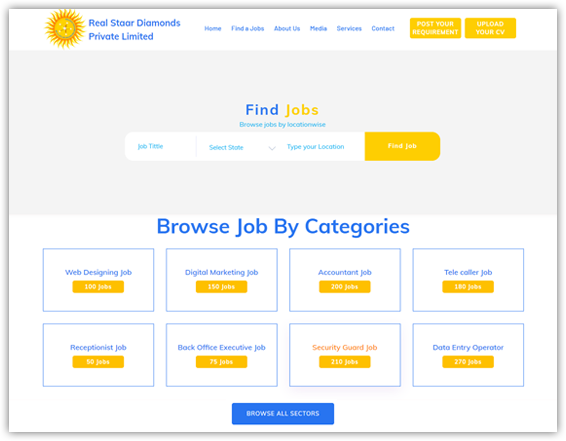 Real Staar Diamonds
Private Limited
Home Find a Jobs About Us Media Services Contact
POST YOUR
REQUIREMENT
UPLOAD
YOUR CV
Find Jobs
Browse jobs by locationwise
Job Tittle Select State Type your Location Find Job
Browse Job By Categories
Web Designing Job
100 Jobs
Digital Marketing Job
150 Jobs
Accountant Job
200 Jobs
Tele caller Job
180 Jobs
Receptionist Job
50 Jobs
Back Office Executive Job
75 Jobs
Security Guard Job
210 Jobs
Data Entry Operator
270 Jobs
BROWSE ALL SECTORS